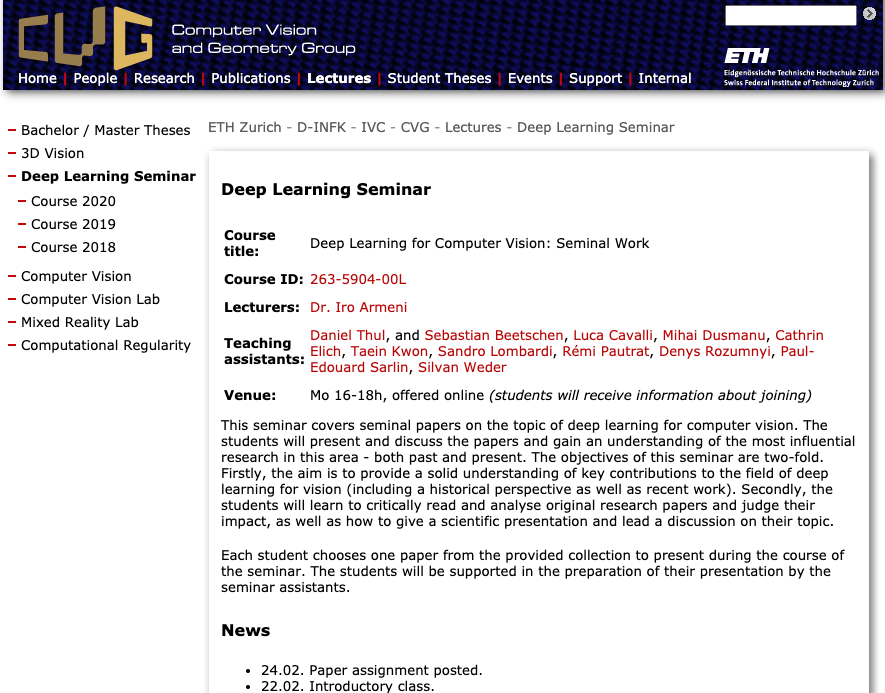 CVG Computer Vision
and Geometry Group
ETH
Eidgenössische Technische Hochschule Zürich
Swiss Federal Institute of Technology Zurich
Home | People | Research | Publications | Lectures | Student Theses | Events | Support | Internal
Bachelor / Master Theses
3D Vision
Deep Learning Seminar
Course 2020
Course 2019
Course 2018
Computer Vision
Computer Vision Lab
Mixed Reality Lab
Computational Regularity
ETH Zurich - D-INFK - IVC - CVG - Lectures - Deep Learning Seminar
Deep Learning Seminar
Course
title: Deep Learning for Computer Vision: Seminal Work
Course ID: 263-5904-00L
Lecturers: Dr. Iro Armeni
Teaching
assistants: Daniel Thul, and Sebastian Beetschen, Luca Cavalli, Mihai Dusmanu, Cathrin
Elich, Taein Kwon, Sandro Lombardi, Rémi Pautrat, Denys Rozumnyi, Paul-
Edouard Sarlin, Silvan Weder
Venue: Mo 16-18h, offered online (students will receive information about joining)
This seminar covers seminal papers on the topic of deep learning for computer vision. The
students will present and discuss the papers and gain an understanding of the most influential
research in this area - both past and present. The objectives of this seminar are two-fold.
Firstly, the aim is to provide a solid understanding of key contributions to the field of deep
learning for vision (including a historical perspective as well as recent work). Secondly, the
students will learn to critically read and analyse original research papers and judge their
impact, as well as how to give a scientific presentation and lead a discussion on their topic.
Each student chooses one paper from the provided collection to present during the course of
the seminar. The students will be supported in the preparation of their presentation by the
seminar assistants.
News
• 24.02. Paper assignment posted.
• 22.02. Introductory class.